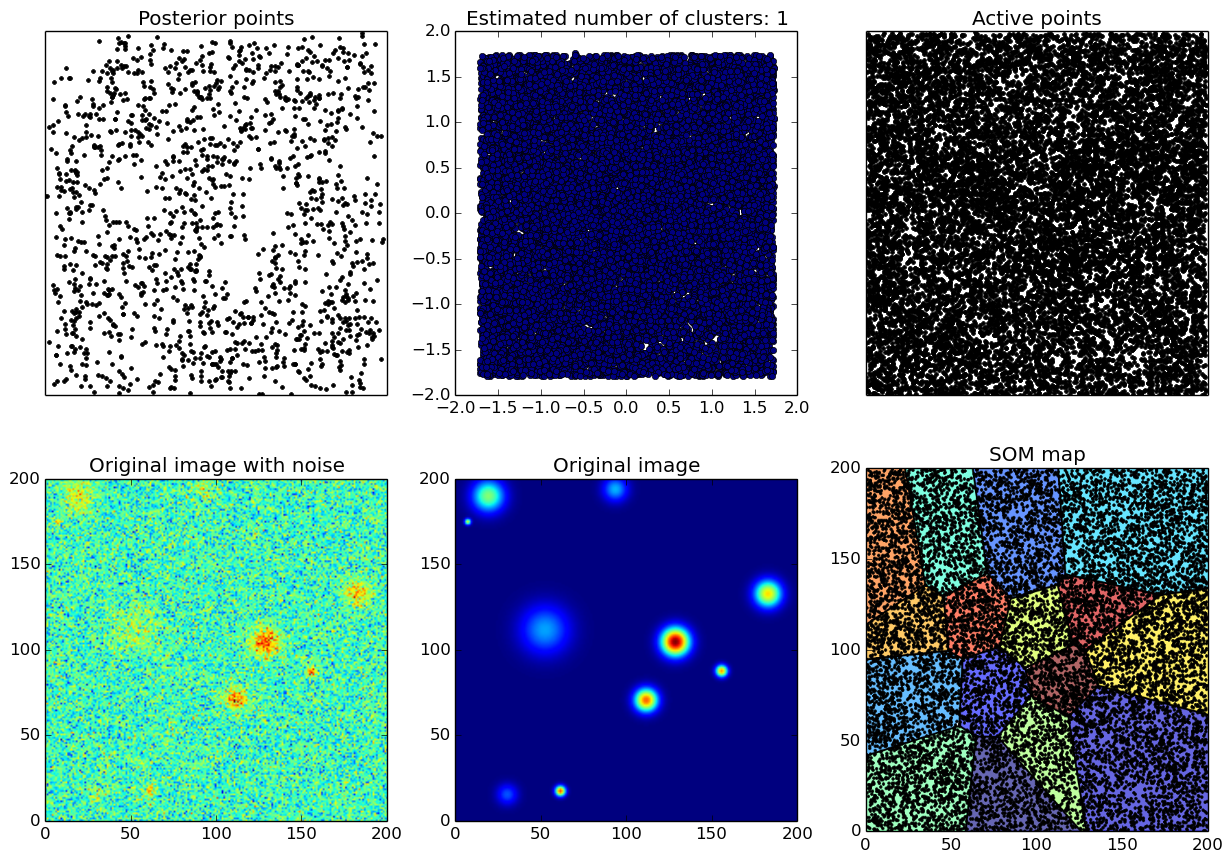 Posterior points
Estimated number of clusters: 1
Active points
2.0
1.5
1.0
0.5
0.0
−0.5
−1.0
−1.5
−2.0
−2.0 −1.5 −1.0 −0.5 0.0 0.5 1.0 1.5 2.0
Original image with noise
Original image
SOM map
200
150
100
50
0
0 50 100 150 200
200
150
100
50
0
0 50 100 150 200
200
150
100
50
0
0 50 100 150 200